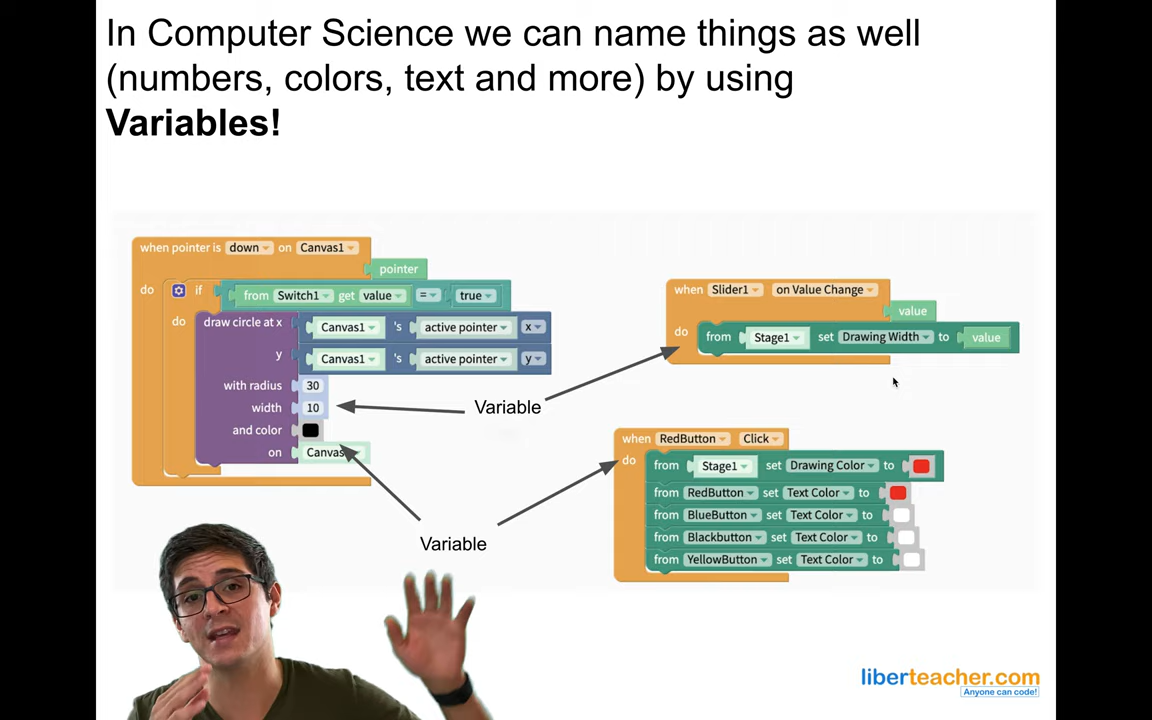 In Computer Science we can name things as well
(numbers, colors, text and more) by using
Variables!
when pointer is down on Canvas1
pointer
do if from Switch1 get value = true
do draw circle at x Canvas1 's active pointer x
y Canvas1 's active pointer y
with radius 30
width 10
and color
on Canvas
Variable
Variable
when Slider1 on Value Change
value
do from Stage1 set Drawing Width to value
when RedButton Click
do from Stage1 set Drawing Color to
from RedButton set Text Color to
from BlueButton set Text Color to
from Blackbutton set Text Color to
from YellowButton set Text Color to
liberteacher.com
Anyone can code!